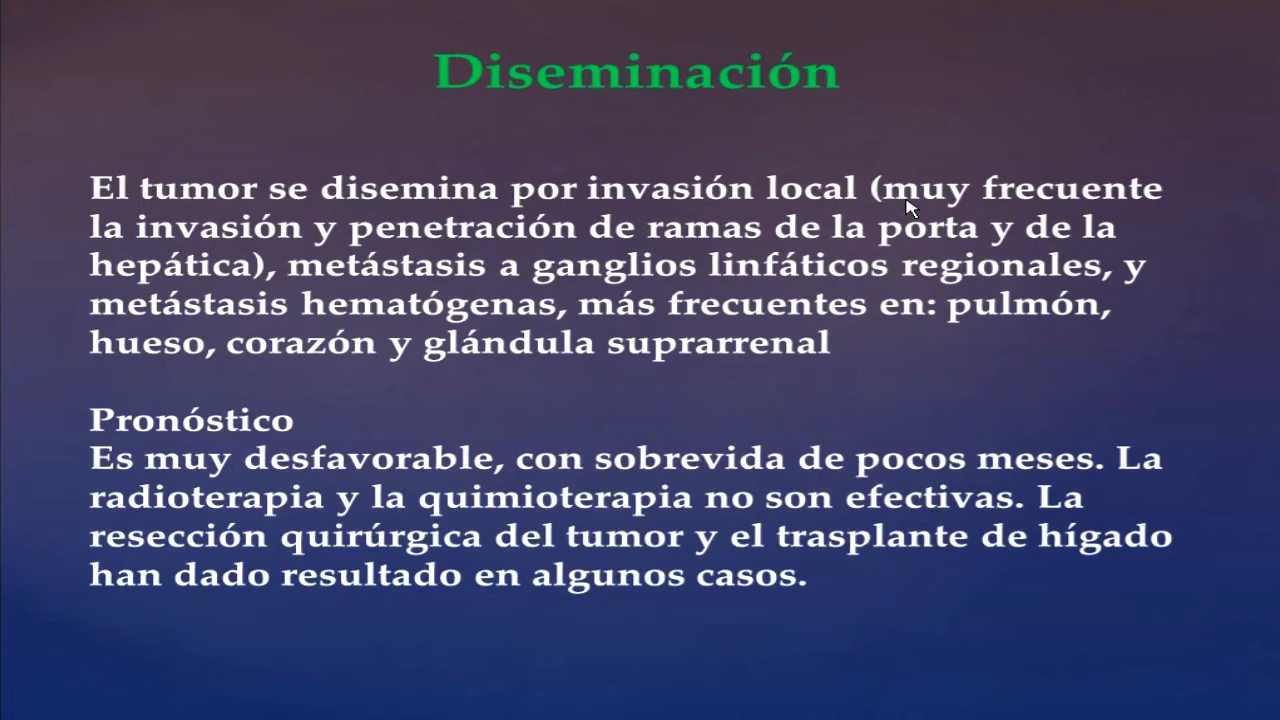 Diseminación
El tumor se disemina por invasión local (muy frecuente
la invasión y penetración de ramas de la porta y de la
hepática), metástasis a ganglios linfáticos regionales, y
metástasis hematógenas, más frecuentes en: pulmón,
hueso, corazón y glándula suprarrenal
Pronóstico
Es muy desfavorable, con sobrevida de pocos meses. La
radioterapia y la quimioterapia no son efectivas. La
resección quirúrgica del tumor y el trasplante de hígado
han dado resultado en algunos casos.